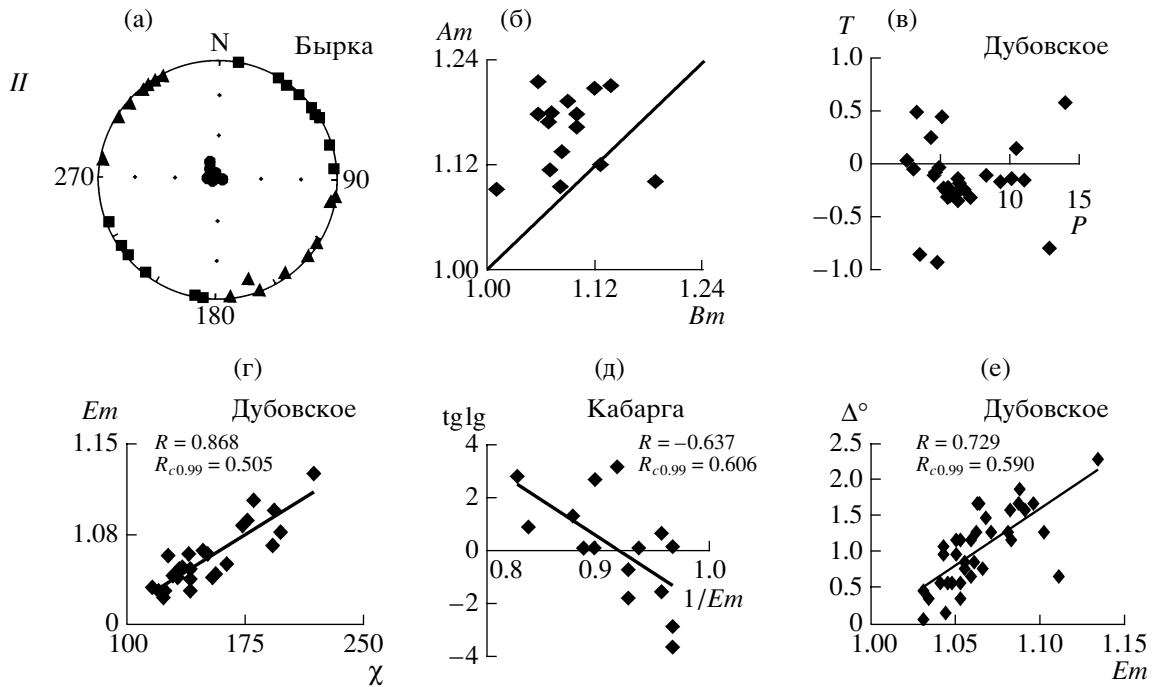 (а)
N
Бырка
II
270
90
180
(б)
Am
1.24
1.12
1.00
1.00
1.12
1.24
Bm
(в)
T
Дубовское
1.0
0.5
0
10
15
P
−0.5
−1.0
(г)
Em
Дубовское
1.15
R = 0.868
Rc0.99 = 0.505
1.08
0
100
175
250
χ
(д)
Кабарга
tg lg
4
R = −0.637
Rc0.99 = 0.606
2
0
0.8
0.9
1.0
1/Em
−2
−4
(е)
Δ°
Дубовское
2.5
R = 0.729
Rc0.99 = 0.590
2.0
1.5
1.0
0.5
0
1.00
1.05
1.10
1.15
Em